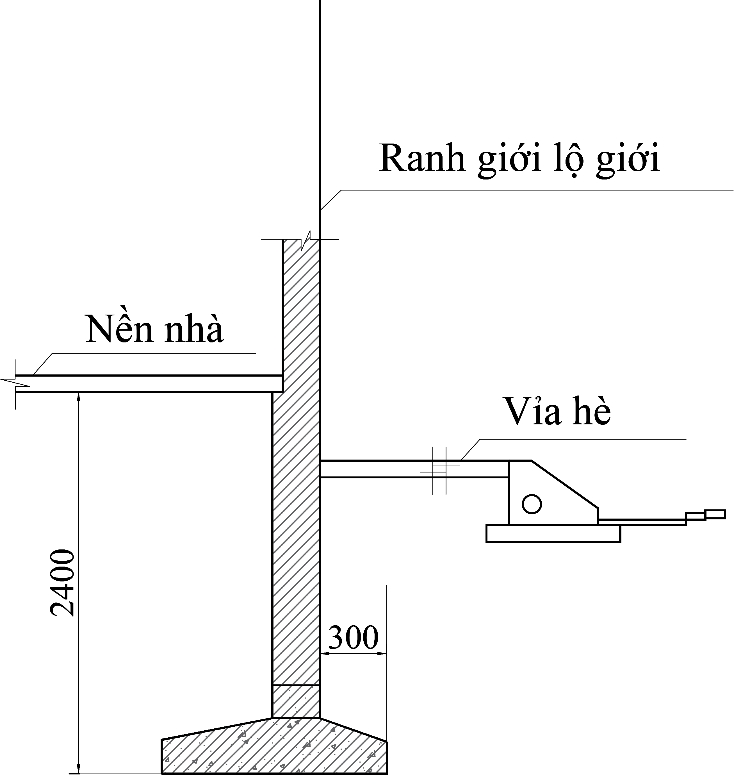 Ranh giới lộ giới
Nền nhà
Vỉa hè
2400
300